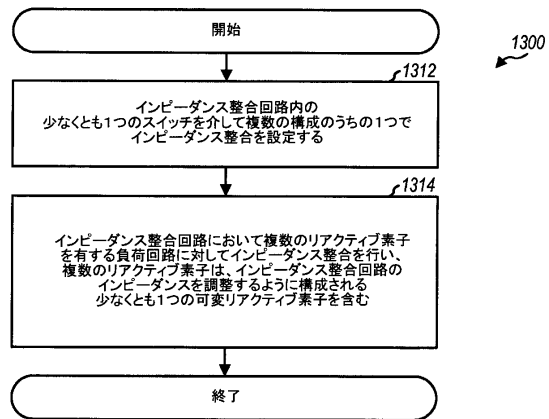 開始
1300
1312
インピーダンス整合回路内の
少なくとも1つのスイッチを介して複数の構成のうちの1つで
インピーダンス整合を設定する
1314
インピーダンス整合回路において複数のリアクティブ素子
を有する負荷回路に対してインピーダンス整合を行い、
複数のリアクティブ素子は、インピーダンス整合回路の
インピーダンスを調整するように構成される
少なくとも1つの可変リアクティブ素子を含む
終了